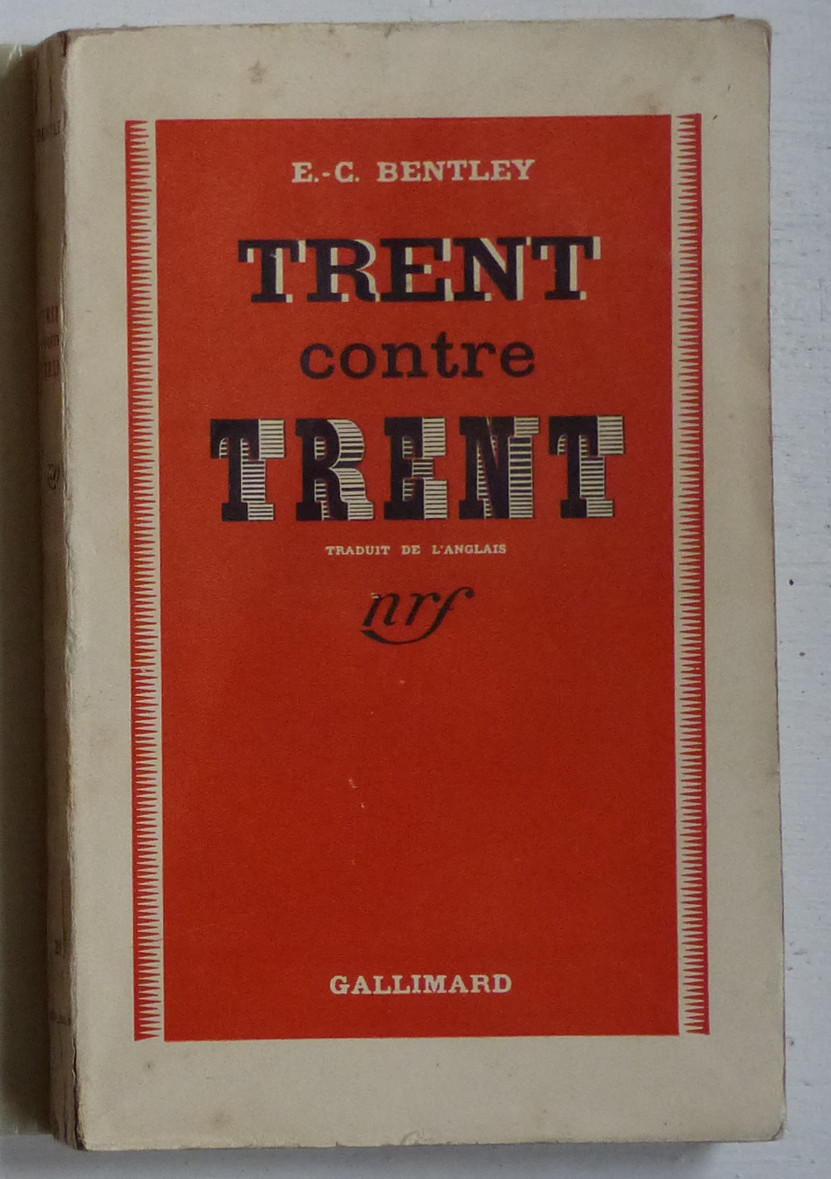 E.-C. BENTLEY
TRENT
contre
TRENT
TRADUIT DE L'ANGLAIS
nrf
GALLIMARD